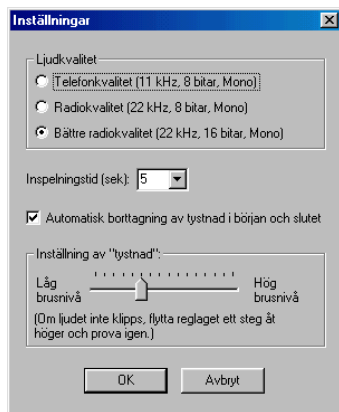 Inställningar
Ljudkvalitet
Telefonkvalitet (11 kHz, 8 bitar, Mono)
Radiokvalitet (22 kHz, 8 bitar, Mono)
Bättre radiokvalitet (22 kHz, 16 bitar, Mono)
Inspelningstid (sek): 5
Automatisk borttagning av tystnad i början och slutet
Inställning av "tystnad":
Låg brusnivå
Hög brusnivå
(Om ljudet inte klipps, flytta reglaget ett steg åt
höger och prova igen.)
OK Avbryt